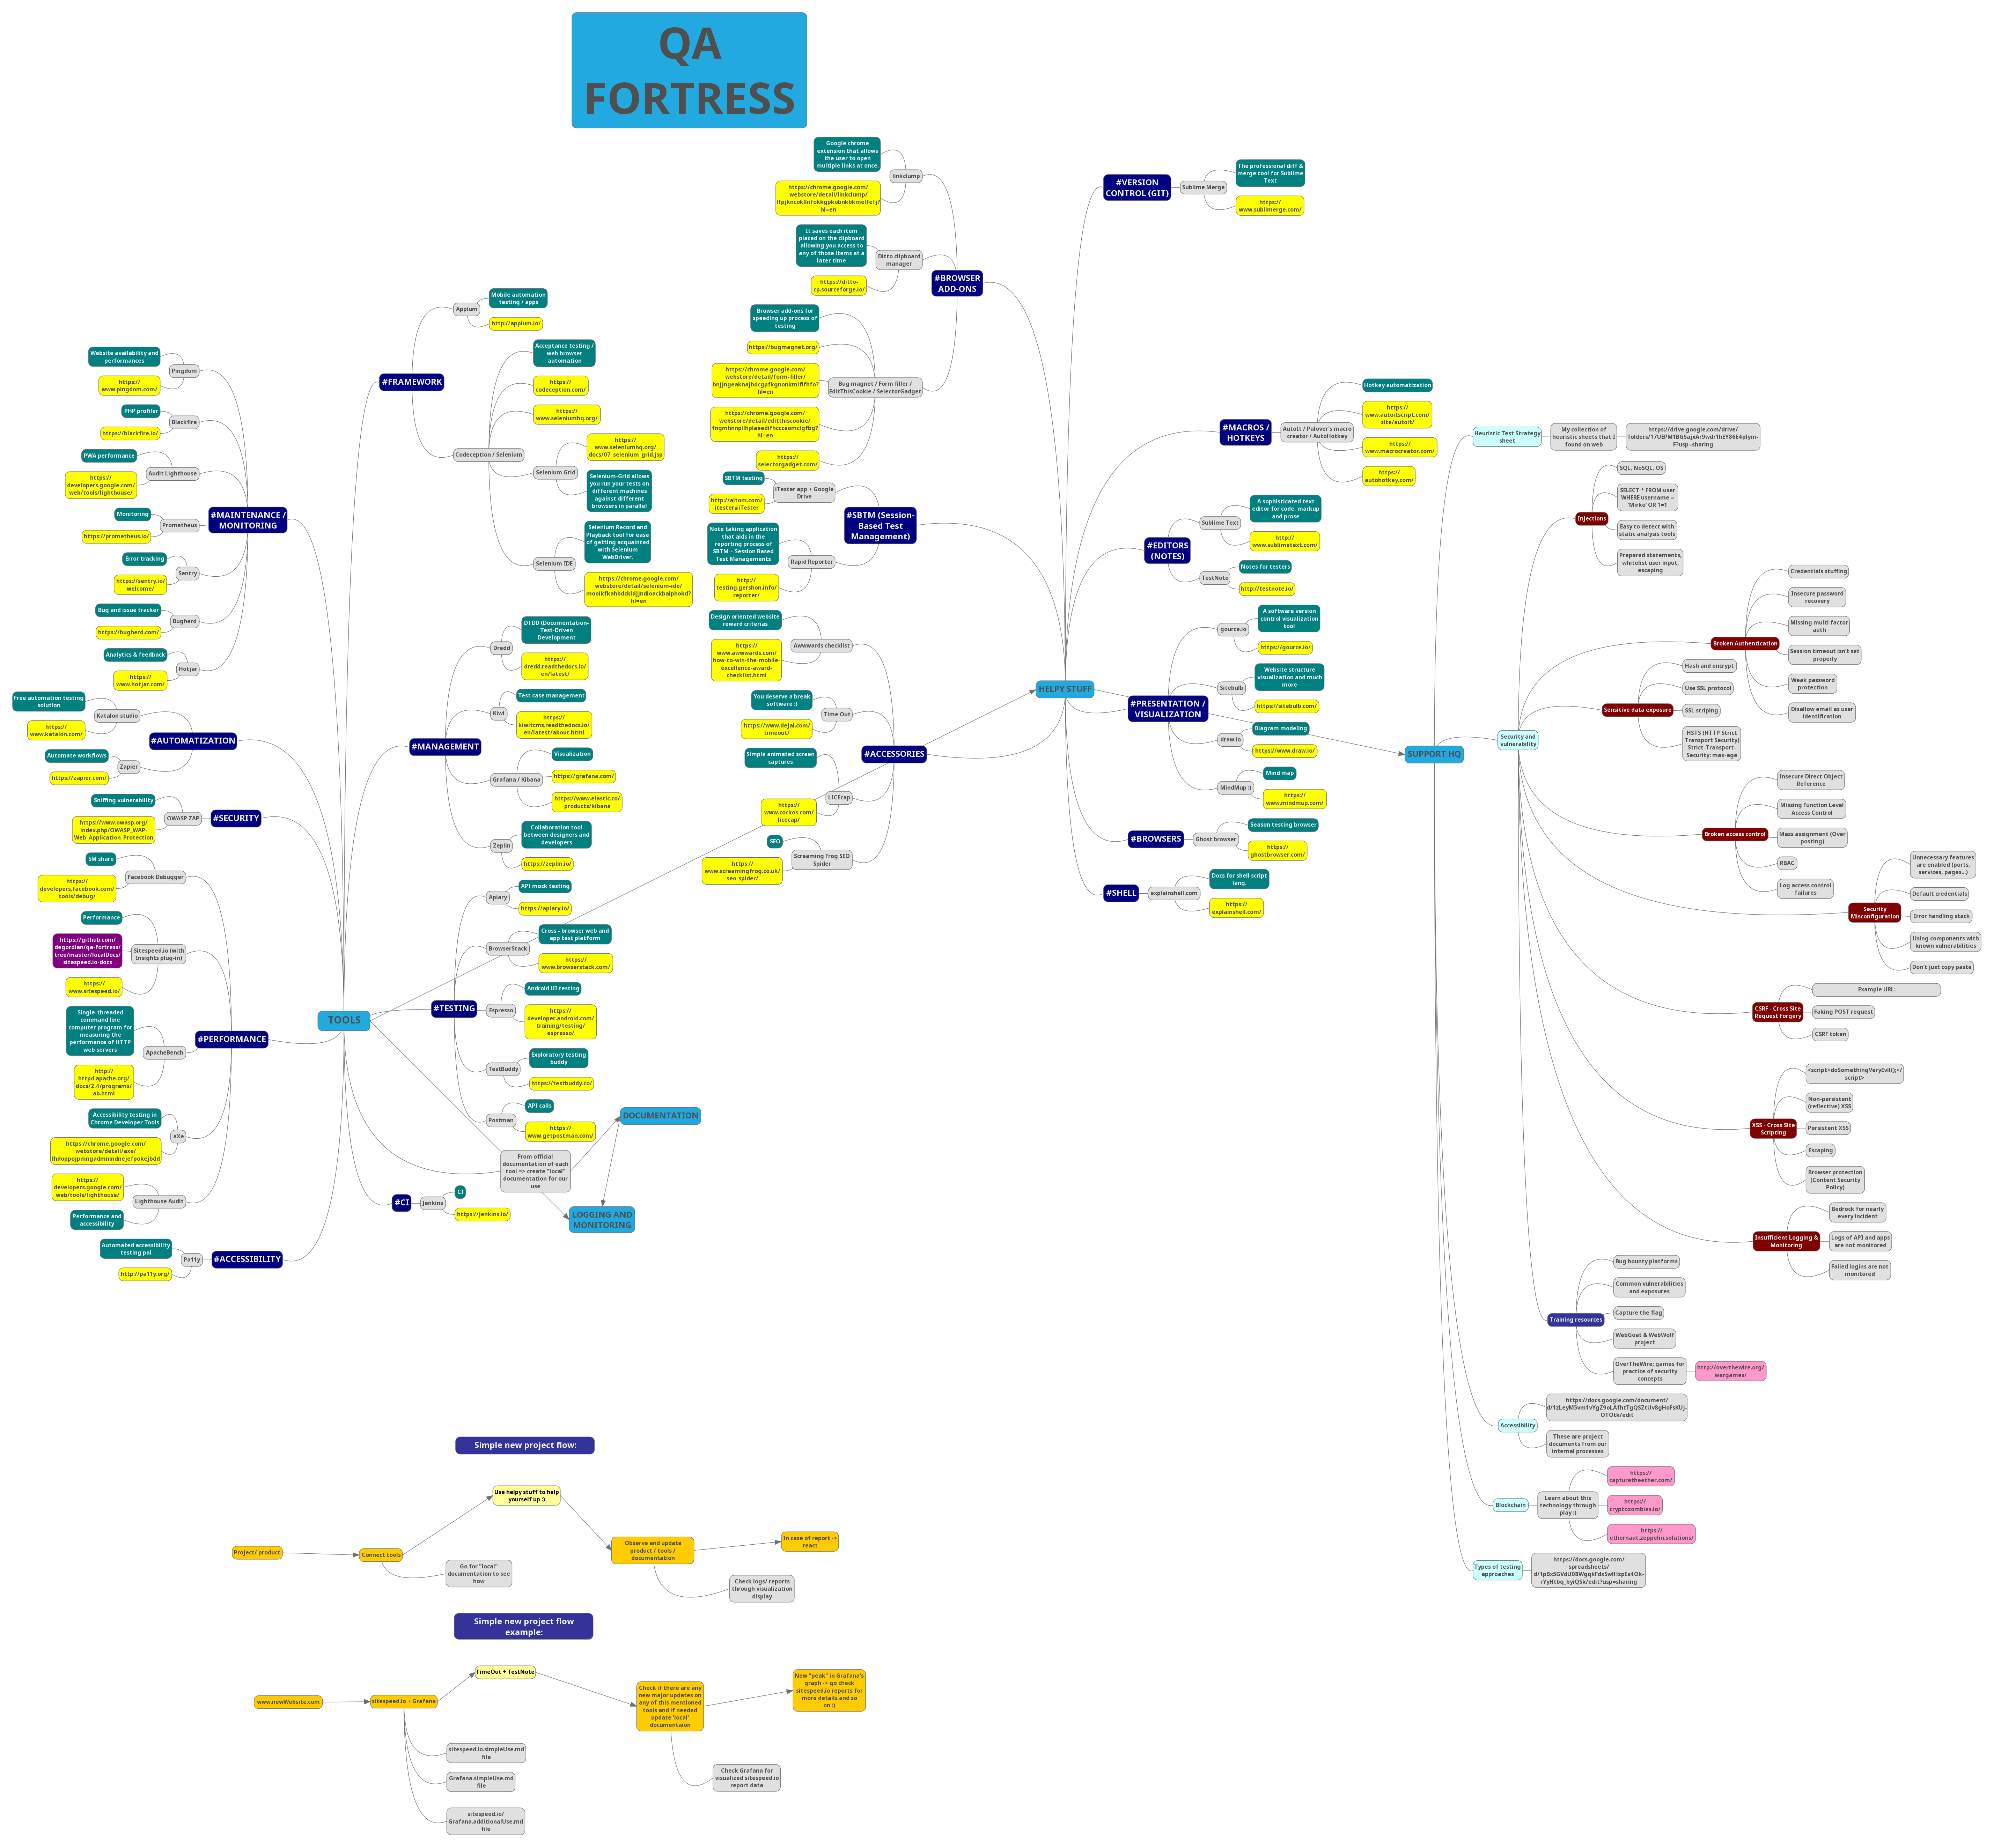 QA
FORTRESS
Google chrome
extension that allows
the user to open
multiple links at once.
linkclump
https://chrome.google.com/
webstore/detail/linkclump/
lfpjkncokllnfokkgpkobnkbkmelfefj?
hl=en
It saves each item
placed on the clipboard
allowing you access to
any of those items at a
later time
Ditto clipboard
manager
https://ditto-
cp.sourceforge.io/
#BROWSER
ADD-ONS
Browser add-ons for
speeding up process of
testing
https://bugmagnet.org/
https://chrome.google.com/
webstore/detail/form-filler/
bnjjngeaknajbdcgpfkgnonkmififhfo?
hl=en
Bug magnet / Form filler /
EditThisCookie / SelectorGadget
https://chrome.google.com/
webstore/detail/editthiscookie/
fngmhnnpilhplaeedifhccceomclgfbg?
hl=en
https://
selectorgadget.com/
SBTM testing
iTester app + Google
Drive
http://altom.com/
itester#iTester
#SBTM (Session-
Based Test
Management)
Note taking application
that aids in the
reporting process of
SBTM – Session Based
Test Managements
Rapid Reporter
http://
testing.gershon.info/
reporter/
Design oriented website
reward criterias
Awwwards checklist
https://
www.awwwards.com/
how-to-win-the-mobile-
excellence-award-
checklist.html
You deserve a break
software :)
Time Out
https://www.dejal.com/
timeout/
#ACCESSORIES
Simple animated screen
captures
LICEcap
https://
www.cockos.com/
licecap/
SEO
Screaming Frog SEO
Spider
https://
www.screamingfrog.co.uk/
seo-spider/
HELPY STUFF
#VERSION
CONTROL (GIT)
Sublime Merge
The professional diff &
merge tool for Sublime
Text
https://
www.sublimerge.com/
#MACROS /
HOTKEYS
AutoIt / Pulover's macro
creator / AutoHotkey
Hotkey automatization
https://
www.autoitscript.com/
site/autoit/
https://
www.macrocreator.com/
https://
autohotkey.com/
#EDITORS
(NOTES)
Sublime Text
A sophisticated text
editor for code, markup
and prose
http://
www.sublimetext.com/
TestNote
Notes for testers
http://testnote.io/
#PRESENTATION /
VISUALIZATION
gource.io
A software version
control visualization
tool
https://gource.io/
Sitebulb
Website structure
visualization and much
more
https://sitebulb.com/
draw.io
Diagram modeling
https://www.draw.io/
MindMup :)
Mind map
https://
www.mindmup.com/
#BROWSERS
Ghost browser
Season testing browser
https://
ghostbrowser.com/
#SHELL
explainshell.com
Docs for shell script
lang.
https://
explainshell.com/
TOOLS
#FRAMEWORK
Appium
Mobile automation
testing / apps
http://appium.io/
Codeception / Selenium
Acceptance testing /
web browser
automation
https://
codeception.com/
https://
www.seleniumhq.org/
Selenium Grid
https://
www.seleniumhq.org/
docs/07_selenium_grid.jsp
Selenium-Grid allows
you run your tests on
different machines
against different
browsers in parallel
Selenium IDE
Selenium Record and
Playback tool for ease
of getting acquainted
with Selenium
WebDriver.
https://chrome.google.com/
webstore/detail/selenium-ide/
mooikfkahbdckldjjndioackbalphokd?
hl=en
#MANAGEMENT
Dredd
DTDD (Documentation-
Test-Driven
Development
https://
dredd.readthedocs.io/
en/latest/
Kiwi
Test case management
https://
kiwitcms.readthedocs.io/
en/latest/about.html
Grafana / Kibana
Visualization
https://grafana.com/
https://www.elastic.co/
products/kibana
Zeplin
Collaboration tool
between designers and
developers
https://zeplin.io/
#TESTING
Apiary
API mock testing
https://apiary.io/
BrowserStack
Cross - browser web and
app test platform
https://
www.browserstack.com/
Espresso
Android UI testing
https://
developer.android.com/
training/testing/
espresso/
TestBuddy
Exploratory testing
buddy
https://testbuddy.co/
Postman
API calls
https://
www.getpostman.com/
From official
documentation of each
tool => create "local"
documentation for our
use
DOCUMENTATION
LOGGING AND
MONITORING
#CI
Jenkins
CI
https://jenkins.io/
#MAINTENANCE /
MONITORING
Website availability and
performances
Pingdom
https://
www.pingdom.com/
PHP profiler
Blackfire
https://blackfire.io/
PWA performance
Audit Lighthouse
https://
developers.google.com/
web/tools/lighthouse/
Monitoring
Prometheus
https://prometheus.io/
Error tracking
Sentry
https://sentry.io/
welcome/
Bug and issue tracker
Bugherd
https://bugherd.com/
Analytics & feedback
Hotjar
https://
www.hotjar.com/
#AUTOMATIZATION
Free automation testing
solution
Katalon studio
https://
www.katalon.com/
Automate workflows
Zapier
https://zapier.com/
#SECURITY
Sniffing vulnerability
OWASP ZAP
https://www.owasp.org/
index.php/OWASP_WAP-
Web_Application_Protection
#PERFORMANCE
SM share
Facebook Debugger
https://
developers.facebook.com/
tools/debug/
Performance
Sitespeed.io (with
Insights plug-in)
https://github.com/
degordian/qa-fortress/
tree/master/localDocs/
sitespeed.io-docs
https://
www.sitespeed.io/
Single-threaded
command line
computer program for
measuring the
performance of HTTP
web servers
ApacheBench
http://
httpd.apache.org/
docs/2.4/programs/
ab.html
Accessibility testing in
Chrome Developer Tools
aXe
https://chrome.google.com/
webstore/detail/axe/
lhdoppojpmngadmnindnejefpokejbdd
https://
developers.google.com/
web/tools/lighthouse/
Lighthouse Audit
Performance and
accessibility
#ACCESSIBILITY
Automated accessibility
testing pal
Pa11y
http://pa11y.org/
SUPPORT HQ
Heuristic Test Strategy
sheet
My collection of
heuristic sheets that I
found on web
https://drive.google.com/drive/
folders/17UEPM1BGSajxAr9wdr1hEY86E4plym-
F?usp=sharing
Security and
vulnerability
Injections
SQL, NoSQL, OS
SELECT * FROM user
WHERE username =
'Mirko' OR 1=1
Easy to detect with
static analysis tools
Prepared statements,
whitelist user input,
escaping
Broken Authentication
Credentials stuffing
Insecure password
recovery
Missing multi factor
auth
Session timeout isn't set
properly
Weak password
protection
Disallow email as user
identification
Sensitive data exposure
Hash and encrypt
Use SSL protocol
SSL striping
HSTS (HTTP Strict
Transport Security)
Strict-Transport-
Security: max-age
Broken access control
Insecure Direct Object
Reference
Missing Function Level
Access Control
Mass assignment (Over
posting)
RBAC
Log access control
failures
Security
Misconfiguration
Unnecessary features
are enabled (ports,
services, pages...)
Default credentials
Error handling stack
Using components with
known vulnerabilities
Don't just copy paste
CSRF - Cross Site
Request Forgery
Example URL:
Faking POST request
CSRF token
XSS - Cross Site
Scripting
<script>doSomethingVeryEvil();</
script>
Non-persistent
(reflective) XSS
Persistent XSS
Escaping
Browser protection
(Content Security
Policy)
Insufficient Logging &
Monitoring
Bedrock for nearly
every incident
Logs of API and apps
are not monitored
Failed logins are not
monitored
Training resources
Bug bounty platforms
Common vulnerabilities
and exposures
Capture the flag
WebGoat & WebWolf
project
OverTheWire; games for
practice of security
concepts
http://overthewire.org/
wargames/
Accessibility
https://docs.google.com/document/
d/1zLeyM5vm1vYgZ9oLAfhtTgQSZtUv8gHoFsKUj-
OTOtk/edit
These are project
documents from our
internal processes
Blockchain
Learn about this
technology through
play :)
https://
capturetheether.com/
https://
cryptozombies.io/
https://
ethernaut.zeppelin.solutions/
Types of testing
approaches
https://docs.google.com/
spreadsheets/
d/1pBx5GVdU08WgqkFdxSwlHzpEs4Ok-
rYyHtbq_byiQSk/edit?usp=sharing
Simple new project flow:
Project/ product
Connect tools
Use helpy stuff to help
yourself up :)
Go for "local"
documentation to see
how
Observe and update
product / tools /
documentation
In case of report ->
react
Check logs/ reports
through visualization
display
Simple new project flow
example:
www.newWebsite.com
sitespeed.io + Grafana
TimeOut + TestNote
Check if there are any
new major updates on
any of this mentioned
tools and if needed
update 'local'
documentaion
New "peak" in Grafana's
graph -> go check
sitespeed.io reports for
more details and so
on :)
sitespeed.io.simpleUse.md
file
Grafana.simpleUse.md
file
sitespeed.io/
Grafana.additionalUse.md
file
Check Grafana for
visualized sitespeed.io
report data